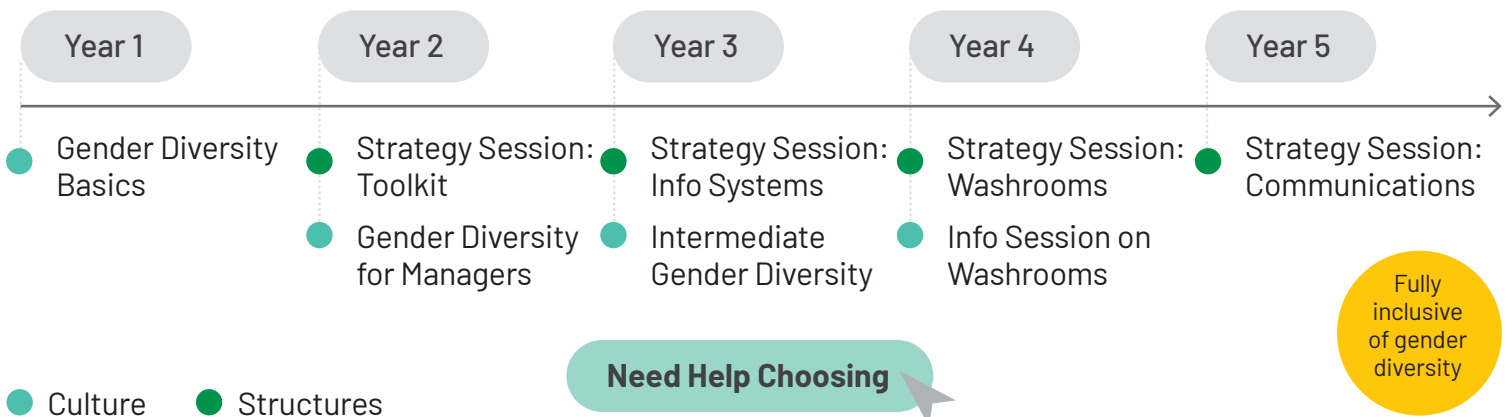 Year 1
Year 2
Year 3
Year 4
Year 5
Gender Diversity
Basics
Strategy Session:
Toolkit
Gender Diversity
for Managers
Strategy Session:
Info Systems
Intermediate
Gender Diversity
Strategy Session:
Washrooms
Info Session on
Washrooms
Strategy Session:
Communications
Fully
inclusive
of gender
diversity
Need Help Choosing
Culture
Structures